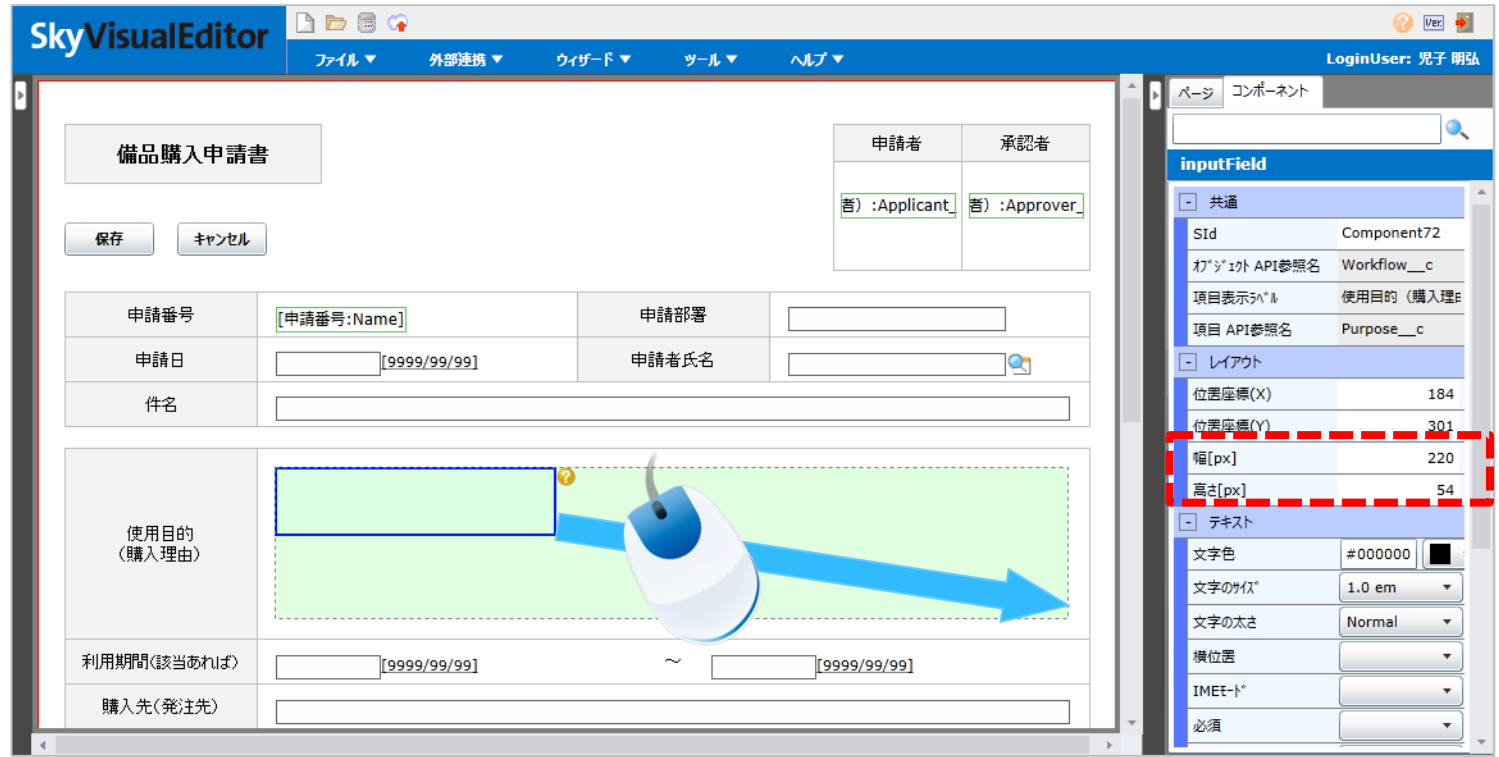 SkyVisualEditor
Ver.
ファイル ▼ 外部連携 ▼ ウィザード ▼ ツール ▼ ヘルプ ▼
LoginUser: 児子 明弘
備品購入申請書
申請者 承認者
者）:Applicant_ 者）:Approver_
保存 キャンセル
申請番号 [申請番号:Name] 申請部署
申請日 [9999/99/99] 申請者氏名
件名
使用目的
（購入理由）
利用期間(該当あれば) [9999/99/99] ～ [9999/99/99]
購入先(発注先)
ページ コンポーネント
inputField
- 共通
SId Component72
ｵﾌﾞｼﾞｪｸﾄ API参照名 Workflow__c
項目表示ﾗﾍﾞﾙ 使用目的（購入理由
項目 API参照名 Purpose__c
- レイアウト
位置座標(X) 184
位置座標(Y) 301
幅[px] 220
高さ[px] 54
- テキスト
文字色 #000000
文字のｻｲｽﾞ 1.0 em
文字の太さ Normal
横位置
IMEﾓｰﾄﾞ
必須